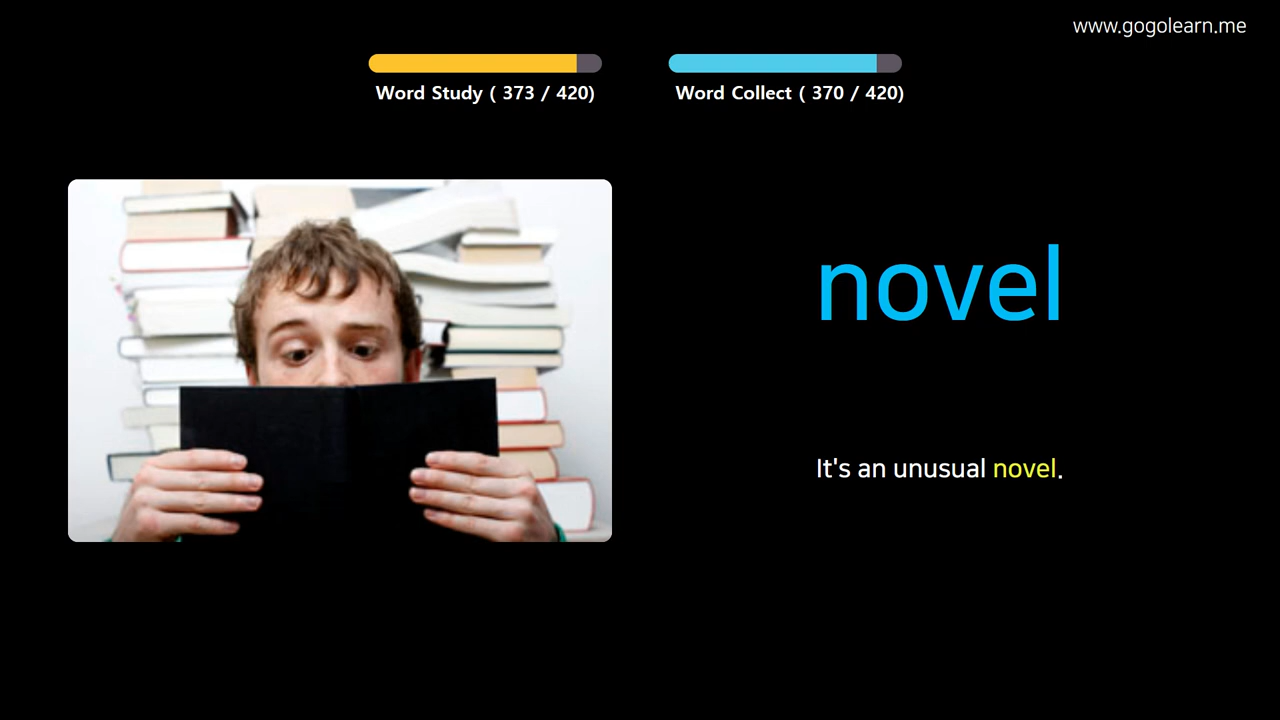 www.gogolearn.me
Word Study ( 373 / 420)
Word Collect ( 370 / 420)
novel
It's an unusual novel.